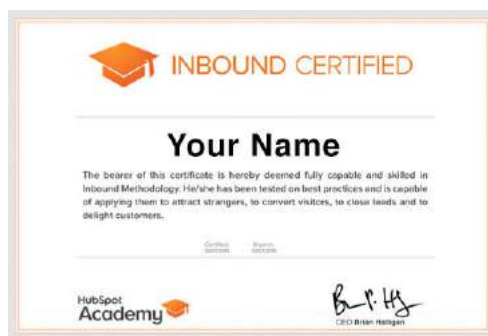 INBOUND CERTIFIED
Your Name
The bearer of this certificate is hereby deemed fully capable and skilled in
Inbound Methodology. He/she has been tested on best practices and is capable
of applying them to attract strangers, to convert visitors, to close leads and to
delight customers.
Certified: Expires:
HubSpot
Academy
CEO Brian Halligan